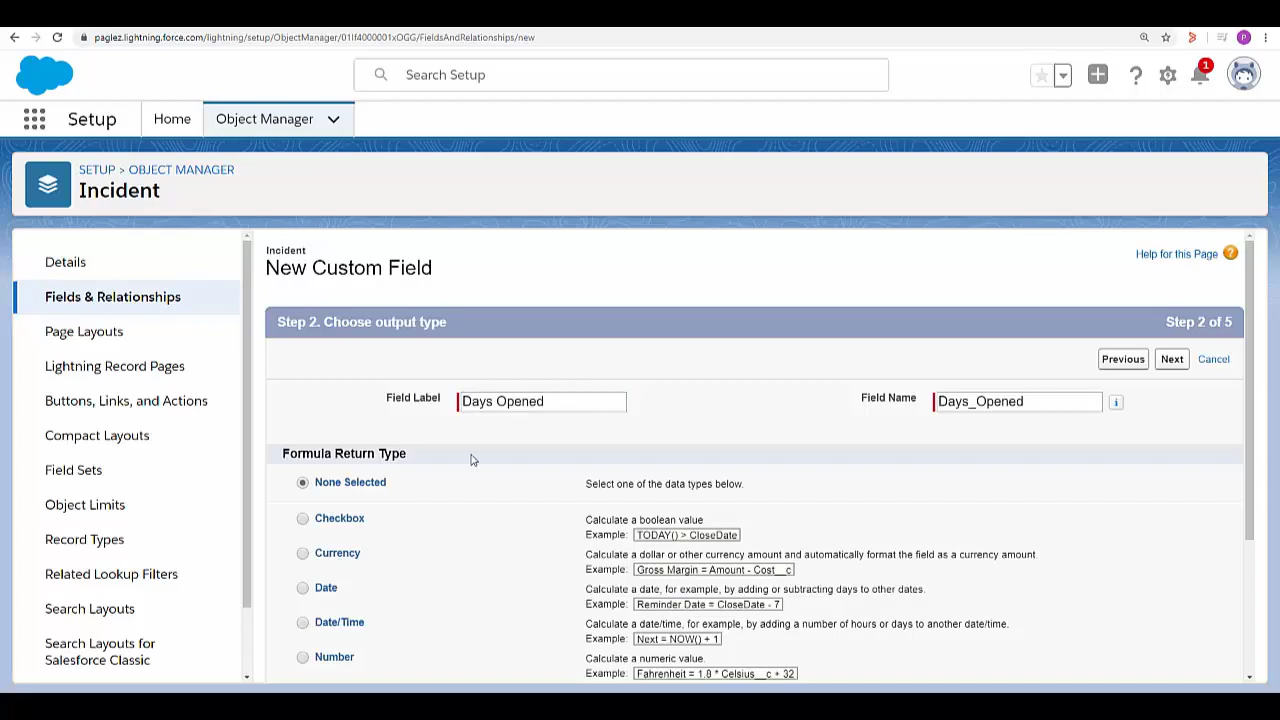 paglez.lightning.force.com/lightning/setup/ObjectManager/01If4000001xOGG/FieldsAndRelationships/new
P
Search Setup
1
Setup
Home
Object Manager
SETUP > OBJECT MANAGER
Incident
Details
Fields & Relationships
Page Layouts
Lightning Record Pages
Buttons, Links, and Actions
Compact Layouts
Field Sets
Object Limits
Record Types
Related Lookup Filters
Search Layouts
Search Layouts for
Salesforce Classic
Incident
New Custom Field
Help for this Page ?
Step 2. Choose output type
Step 2 of 5
Previous
Next
Cancel
Field Label
Days Opened
Field Name
Days_Opened
i
Formula Return Type
None Selected
Select one of the data types below.
Checkbox
Calculate a boolean value
Example: TODAY() > CloseDate
Currency
Calculate a dollar or other currency amount and automatically format the field as a currency amount.
Example: Gross Margin = Amount - Cost__c
Date
Calculate a date, for example, by adding or subtracting days to other dates.
Example: Reminder Date = CloseDate - 7
Date/Time
Calculate a date/time, for example, by adding a number of hours or days to another date/time.
Example: Next = NOW() + 1
Number
Calculate a numeric value.
Example: Fahrenheit = 1.8 * Celsius__c + 32